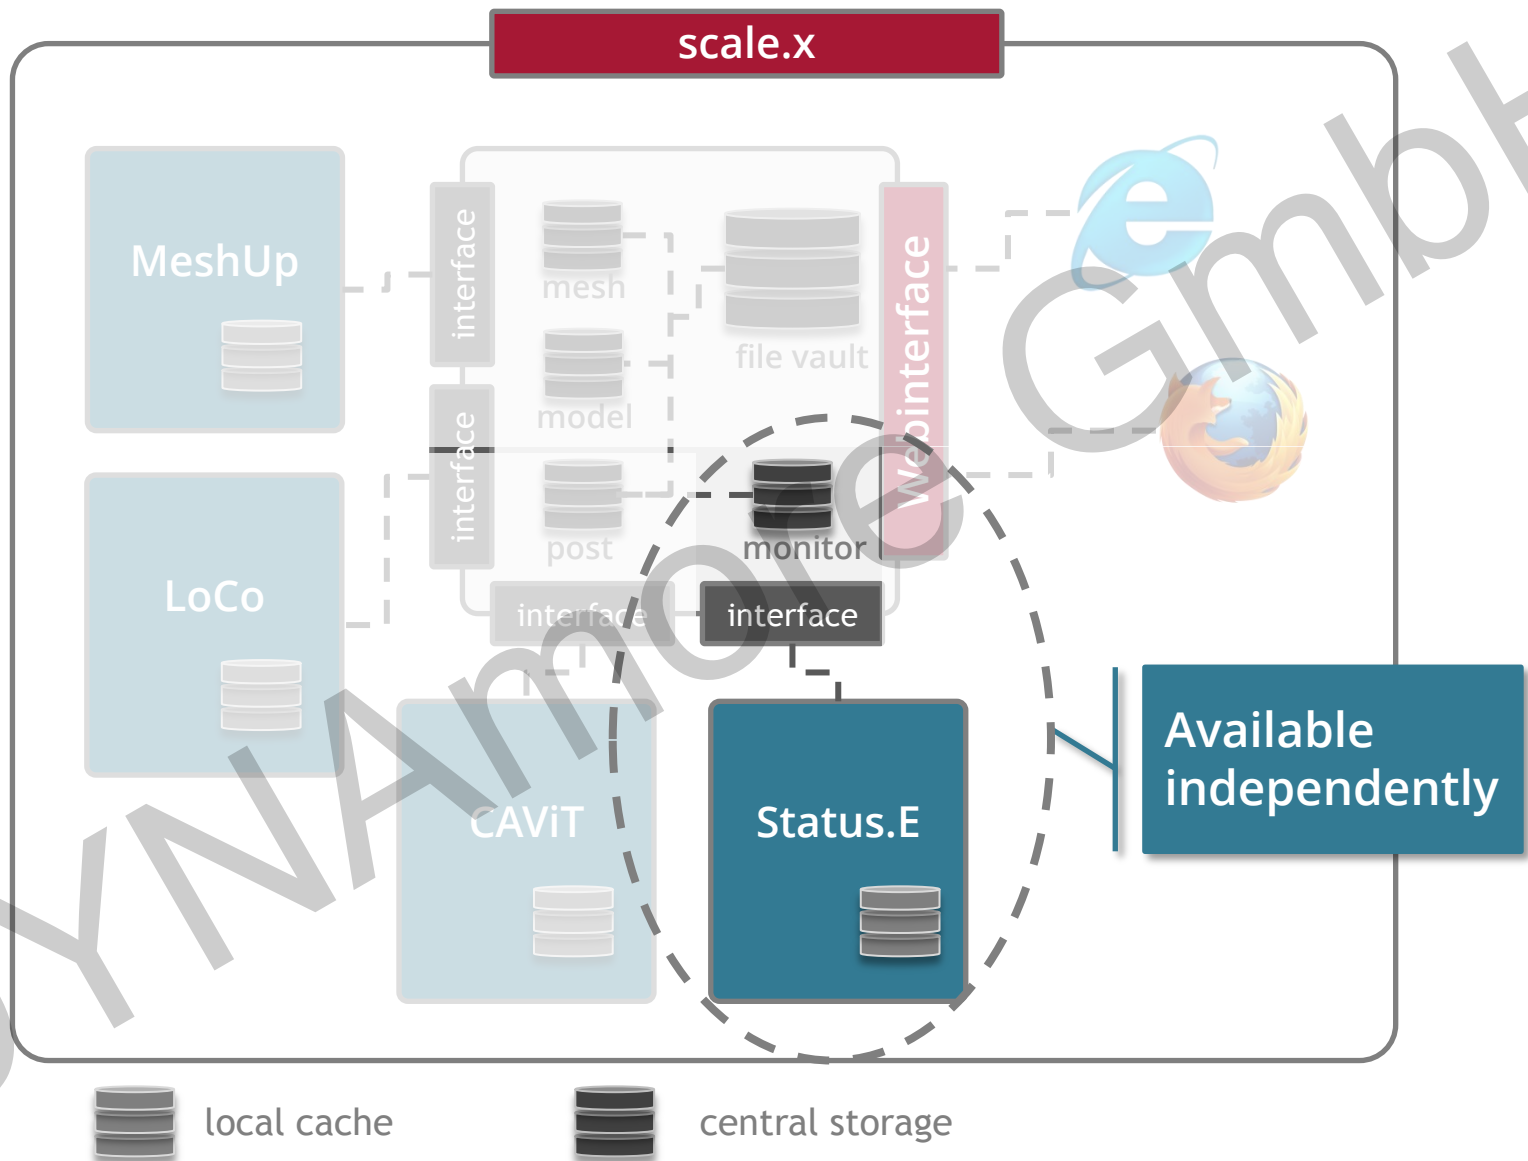 scale.x
MeshUp
interface
mesh
file vault
Webinterface
model
interface
post
monitor
LoCo
interface
interface
CAViT
Status.E
Available
independently
local cache
central storage
DYNAmore GmbH